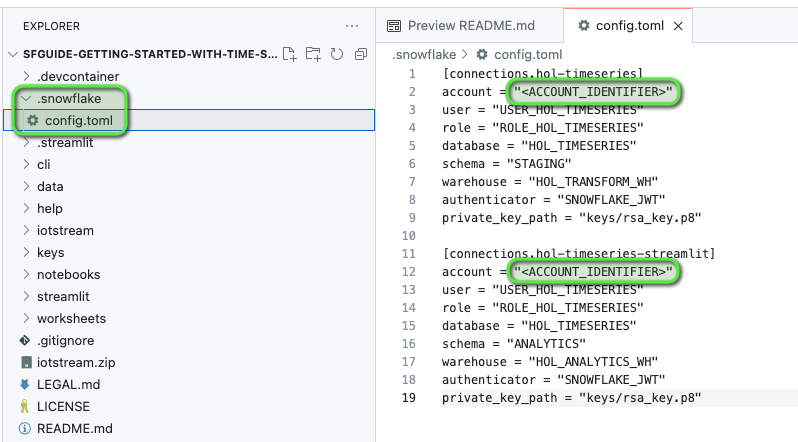 EXPLORER
SFGUIDE-GETTING-STARTED-WITH-TIME-S...
.devcontainer
.snowflake
config.toml
.streamlit
cli
data
help
iotstream
keys
notebooks
streamlit
worksheets
.gitignore
iotstream.zip
LEGAL.md
LICENSE
README.md
Preview README.md
config.toml
.snowflake > config.toml
1 [connections.hol-timeseries]
2 account = "<ACCOUNT_IDENTIFIER>"
3 user = "USER_HOL_TIMESERIES"
4 role = "ROLE_HOL_TIMESERIES"
5 database = "HOL_TIMESERIES"
6 schema = "STAGING"
7 warehouse = "HOL_TRANSFORM_WH"
8 authenticator = "SNOWFLAKE_JWT"
9 private_key_path = "keys/rsa_key.p8"
10
11 [connections.hol-timeseries-streamlit]
12 account = "<ACCOUNT_IDENTIFIER>"
13 user = "USER_HOL_TIMESERIES"
14 role = "ROLE_HOL_TIMESERIES"
15 database = "HOL_TIMESERIES"
16 schema = "ANALYTICS"
17 warehouse = "HOL_ANALYTICS_WH"
18 authenticator = "SNOWFLAKE_JWT"
19 private_key_path = "keys/rsa_key.p8"